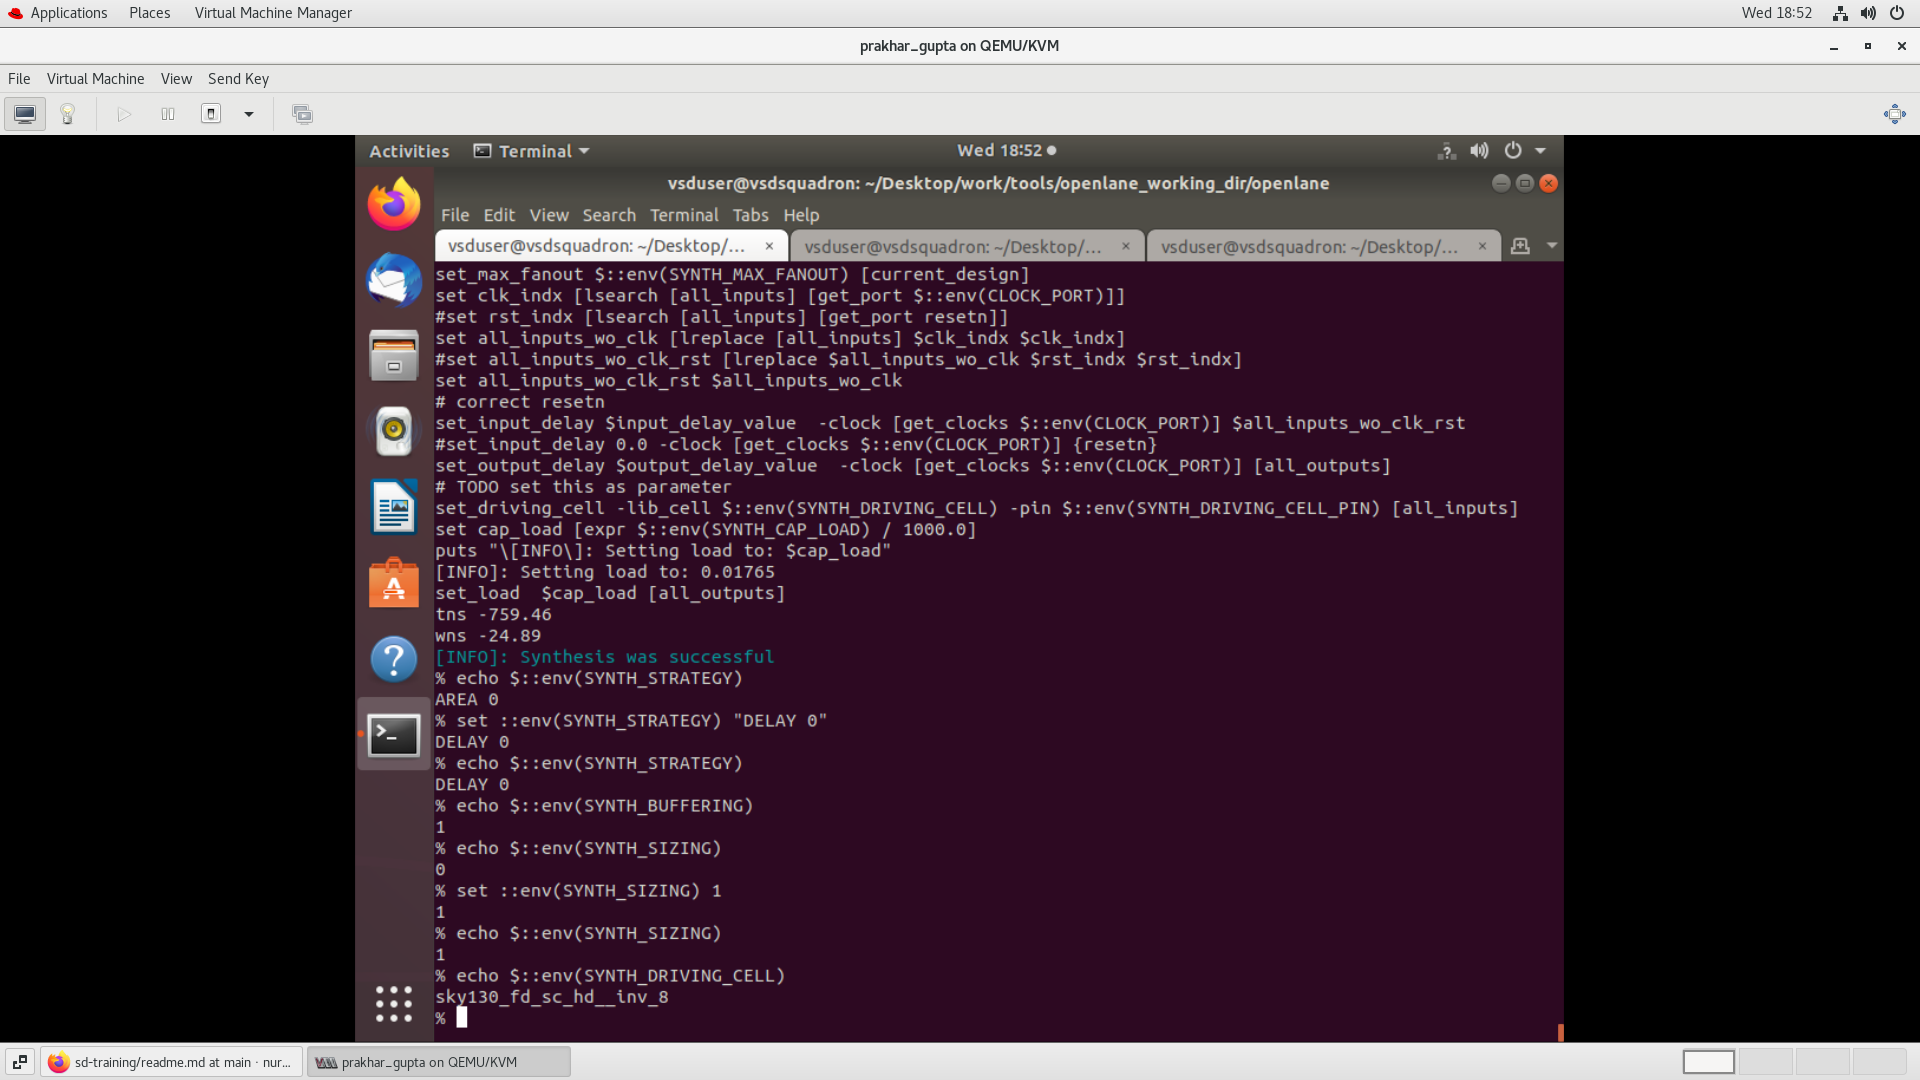 Applications Places Virtual Machine Manager Wed 18:52
prakhar_gupta on QEMU/KVM
File Virtual Machine View Send Key
Activities Terminal Wed 18:52
vsduser@vsdsquadron: ~/Desktop/work/tools/openlane_working_dir/openlane
File Edit View Search Terminal Tabs Help
vsduser@vsdsquadron: ~/Desktop/... × vsduser@vsdsquadron: ~/Desktop/... × vsduser@vsdsquadron: ~/Desktop/... ×
set_max_fanout $::env(SYNTH_MAX_FANOUT) [current_design]
set clk_indx [lsearch [all_inputs] [get_port $::env(CLOCK_PORT)]]
#set rst_indx [lsearch [all_inputs] [get_port resetn]]
set all_inputs_wo_clk [lreplace [all_inputs] $clk_indx $clk_indx]
#set all_inputs_wo_clk_rst [lreplace $all_inputs_wo_clk $rst_indx $rst_indx]
set all_inputs_wo_clk_rst $all_inputs_wo_clk
# correct resetn
set_input_delay $input_delay_value  -clock [get_clocks $::env(CLOCK_PORT)] $all_inputs_wo_clk_rst
#set_input_delay 0.0 -clock [get_clocks $::env(CLOCK_PORT)] {resetn}
set_output_delay $output_delay_value  -clock [get_clocks $::env(CLOCK_PORT)] [all_outputs]
# TODO set this as parameter
set_driving_cell -lib_cell $::env(SYNTH_DRIVING_CELL) -pin $::env(SYNTH_DRIVING_CELL_PIN) [all_inputs]
set cap_load [expr $::env(SYNTH_CAP_LOAD) / 1000.0]
puts "\[INFO\]: Setting load to: $cap_load"
[INFO]: Setting load to: 0.01765
set_load  $cap_load [all_outputs]
tns -759.46
wns -24.89
[INFO]: Synthesis was successful
% echo $::env(SYNTH_STRATEGY)
AREA 0
% set ::env(SYNTH_STRATEGY) "DELAY 0"
DELAY 0
% echo $::env(SYNTH_STRATEGY)
DELAY 0
% echo $::env(SYNTH_BUFFERING)
1
% echo $::env(SYNTH_SIZING)
0
% set ::env(SYNTH_SIZING) 1
1
% echo $::env(SYNTH_SIZING)
1
% echo $::env(SYNTH_DRIVING_CELL)
sky130_fd_sc_hd__inv_8
%
sd-training/readme.md at main · nur... prakhar_gupta on QEMU/KVM